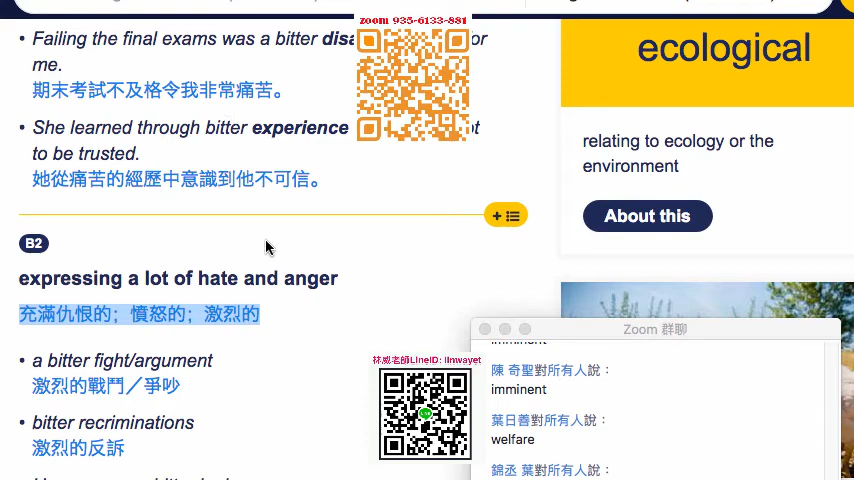 zoom 935-6133-881
• Failing the final exams was a bitter
or
me.
期末考試不及格令我非常痛苦。
• She learned through bitter experience
to be trusted.
她從痛苦的經歷中意識到他不可信。
B2
expressing a lot of hate and anger
充滿仇恨的；憤怒的；激烈的
• a bitter fight/argument
激烈的戰鬥／爭吵
• bitter recriminations
激烈的反訴
ecological
relating to ecology or the
environment
About this
林威老師LineID: limwayet
Zoom 群聊
陳 奇聖對所有人說：
imminent
葉日善對所有人說：
welfare
錦丞 葉對所有人說：